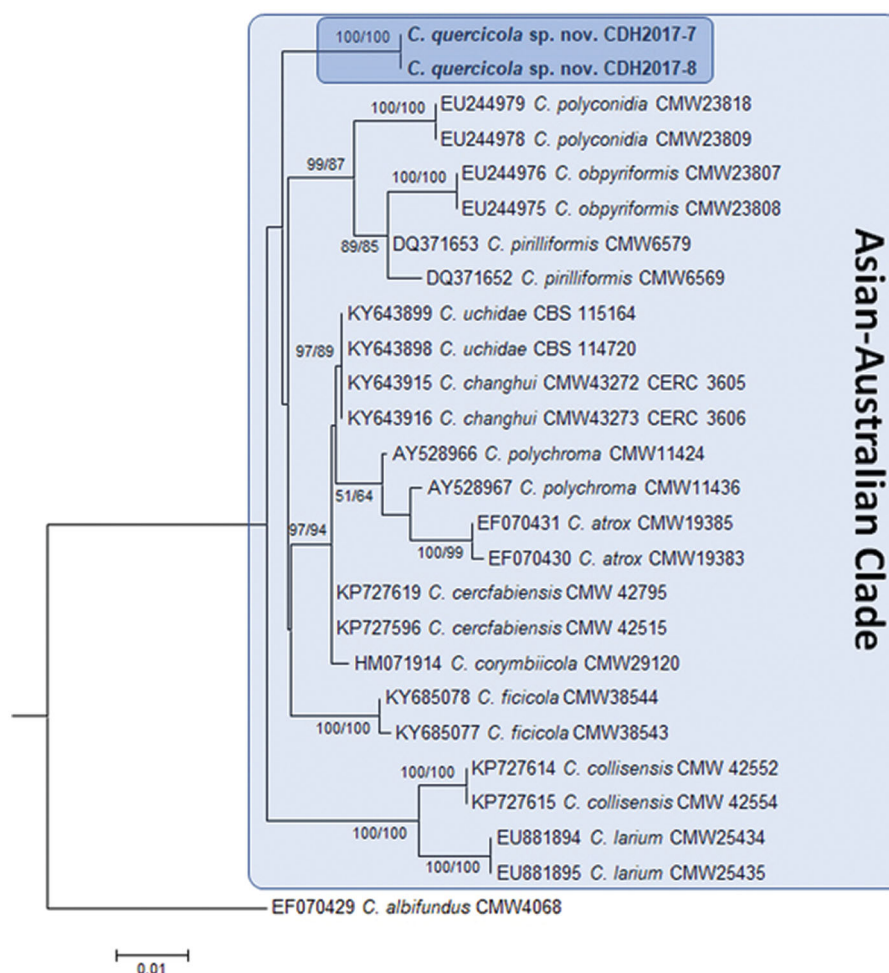 100/100
C. quercicola sp. nov. CDH2017-7
C. quercicola sp. nov. CDH2017-8
100/100
EU244979 C. polyconidia CMW23818
EU244978 C. polyconidia CMW23809
99/87
100/100
EU244976 C. obpyriformis CMW23807
EU244975 C. obpyriformis CMW23808
89/85
DQ371653 C. pirilliformis CMW6579
DQ371652 C. pirilliformis CMW6569
KY643899 C. uchidae CBS 115164
97/89
KY643898 C. uchidae CBS 114720
KY643915 C. changhui CMW43272 CERC 3605
KY643916 C. changhui CMW43273 CERC 3606
AY528966 C. polychroma CMW11424
51/64
AY528967 C. polychroma CMW11436
97/94
EF070431 C. atrox CMW19385
100/99
EF070430 C. atrox CMW19383
KP727619 C. cercfabiensis CMW 42795
KP727596 C. cercfabiensis CMW 42515
HM071914 C. corymbiicola CMW29120
KY685078 C. ficicola CMW38544
100/100
KY685077 C. ficicola CMW38543
100/100
KP727614 C. collisensis CMW 42552
KP727615 C. collisensis CMW 42554
100/100
EU881894 C. larium CMW25434
100/100
EU881895 C. larium CMW25435
EF070429 C. albifundus CMW4068
Asian-Australian Clade
0.01